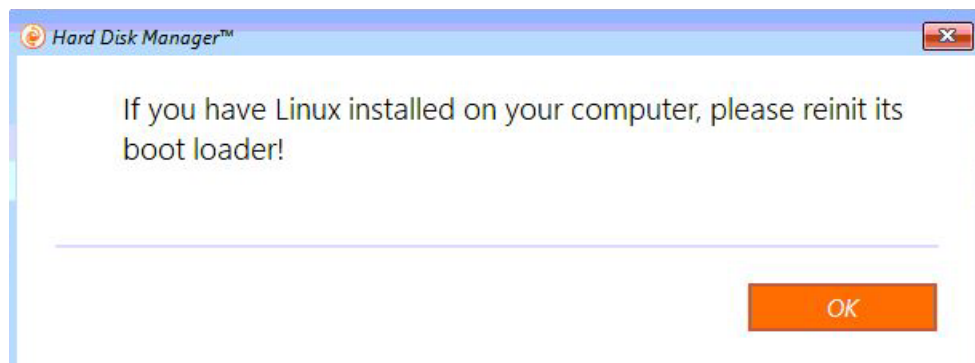 Hard Disk Manager™
If you have Linux installed on your computer, please reinit its
boot loader!
OK